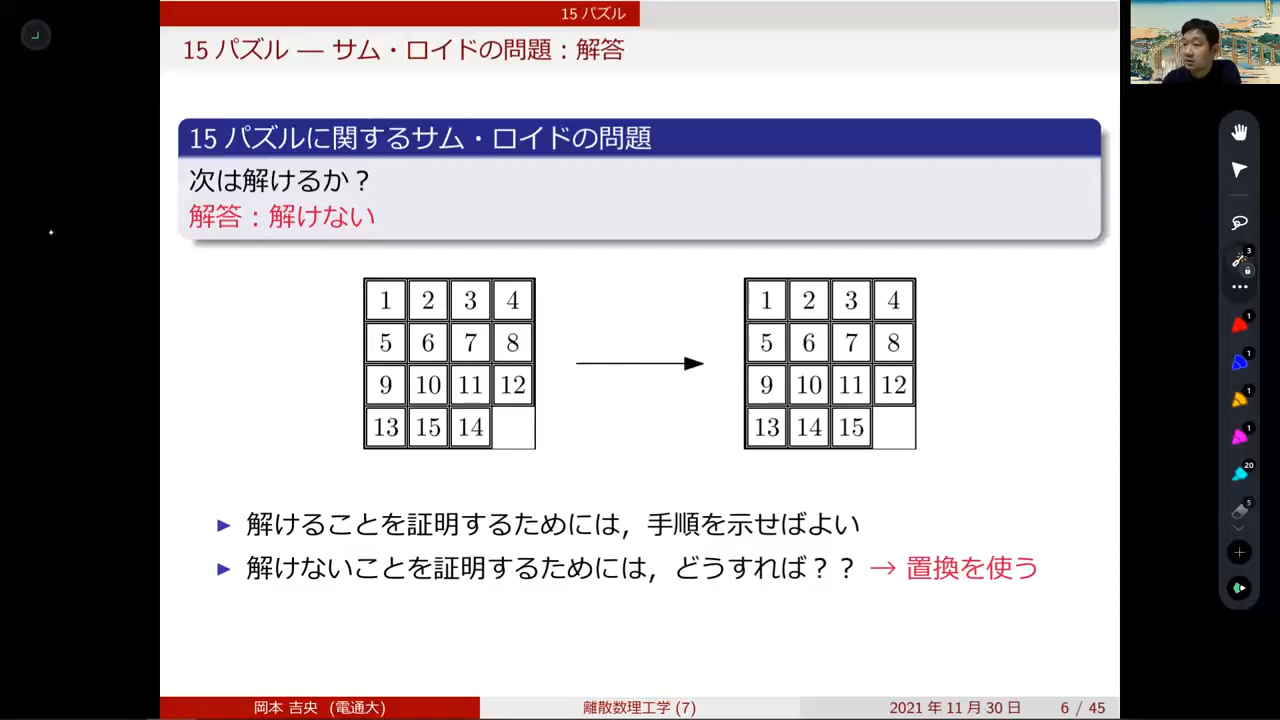 15 パズル
15 パズル — サム・ロイドの問題：解答
15 パズルに関するサム・ロイドの問題
次は解けるか？
解答：解けない
1 2 3 4
5 6 7 8
9 10 11 12
13 15 14
1 2 3 4
5 6 7 8
9 10 11 12
13 14 15
▶ 解けることを証明するためには，手順を示せばよい
▶ 解けないことを証明するためには，どうすれば？？ → 置換を使う
岡本 吉央 (電通大)
離散数理工学 (7)
2021 年 11 月 30 日 6 / 45
3
1
1
1
1
20
5